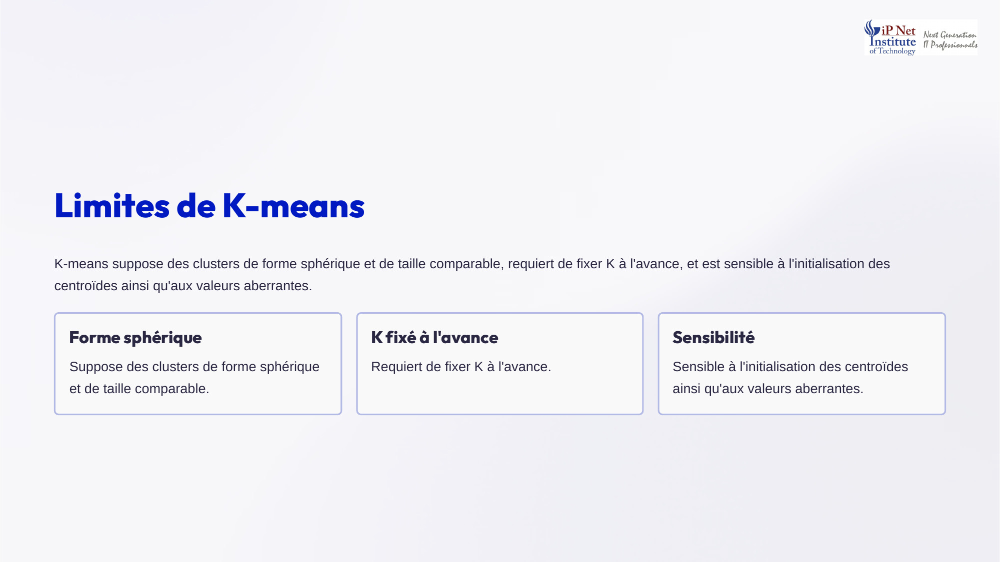 iP Net
Institute
of Technology
Next Generation
IT Professionnels
Limites de K-means
K-means suppose des clusters de forme sphérique et de taille comparable, requiert de fixer K à l'avance, et est sensible à l'initialisation des
centroïdes ainsi qu'aux valeurs aberrantes.
Forme sphérique
Suppose des clusters de forme sphérique
et de taille comparable.
K fixé à l'avance
Requiert de fixer K à l'avance.
Sensibilité
Sensible à l'initialisation des centroïdes
ainsi qu'aux valeurs aberrantes.